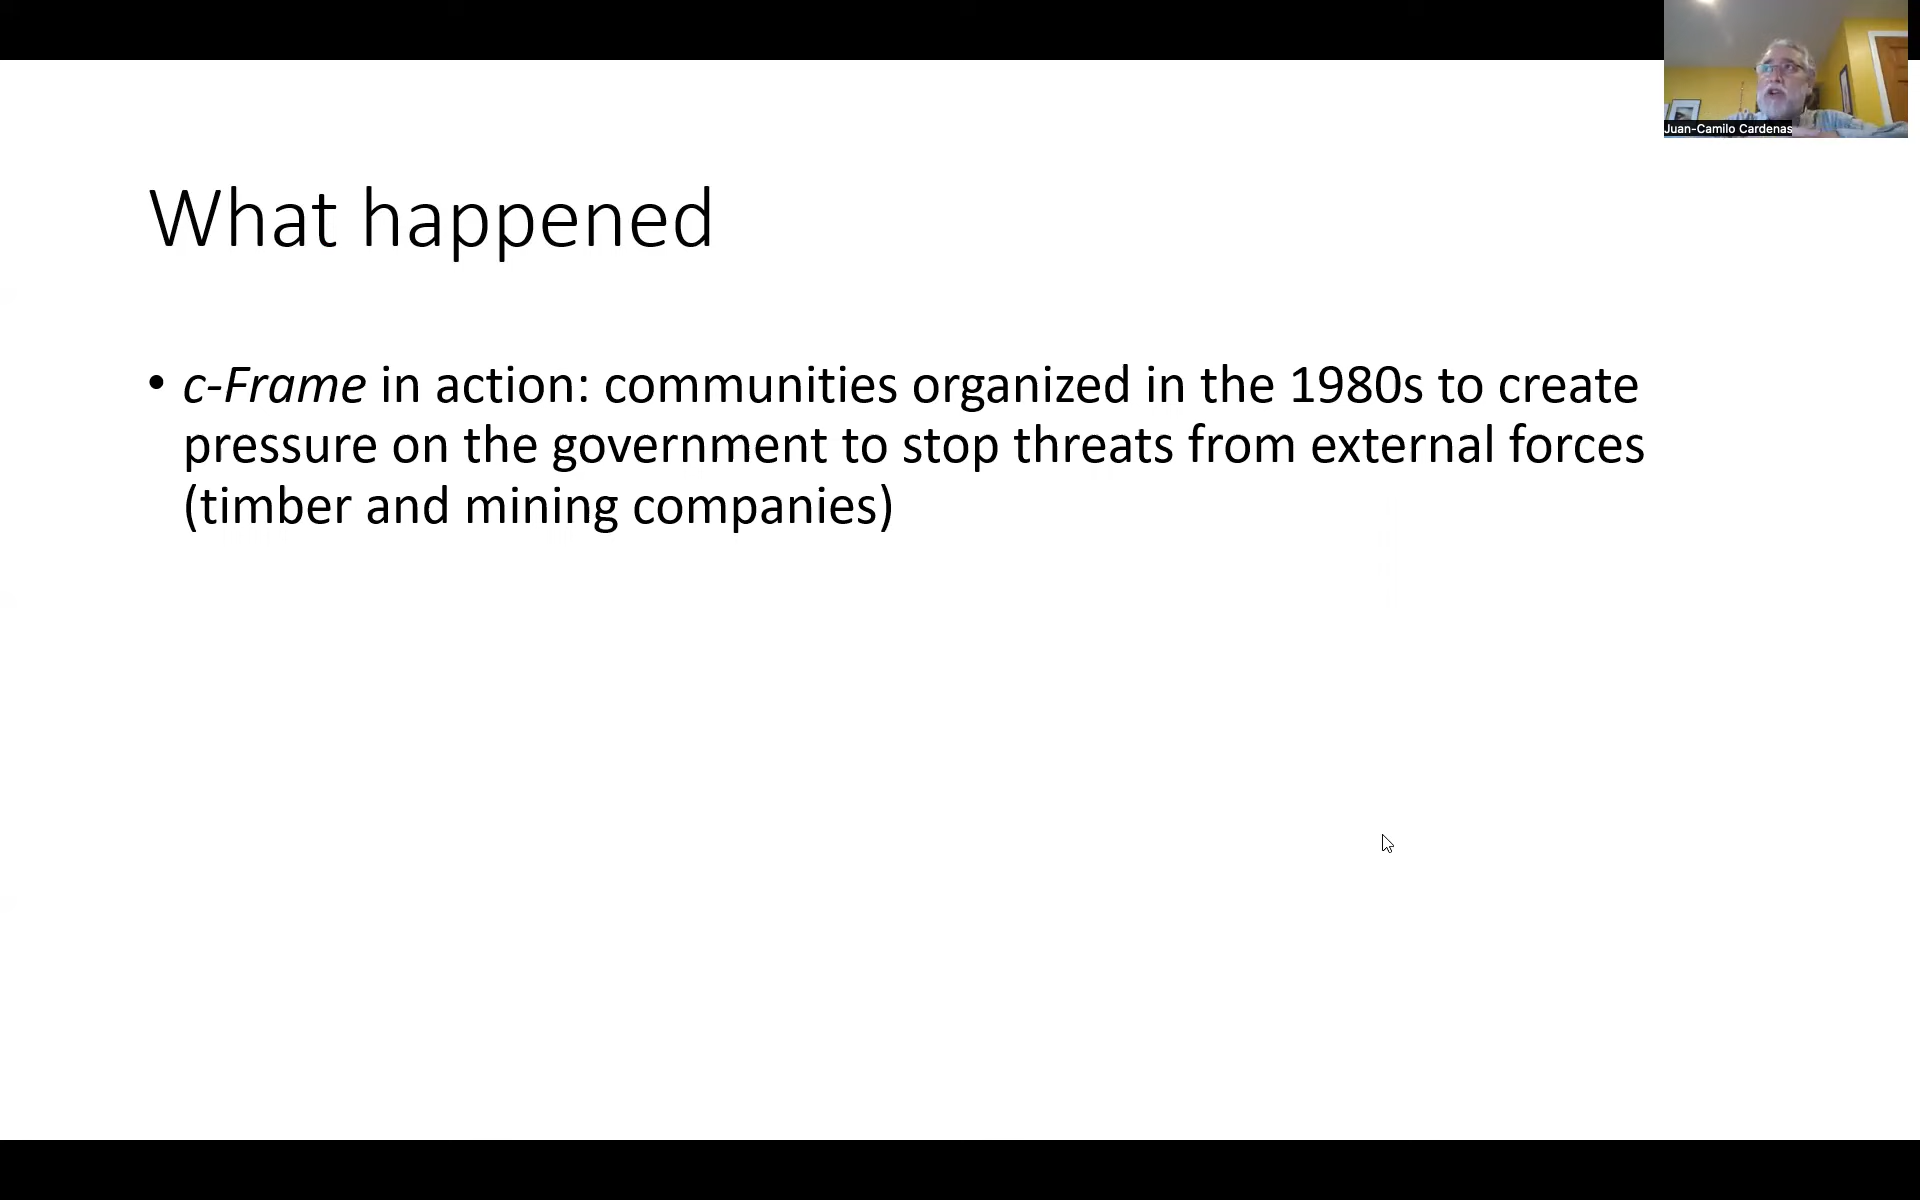 Juan-Camilo Cardenas
What happened
• c-Frame in action: communities organized in the 1980s to create
pressure on the government to stop threats from external forces
(timber and mining companies)